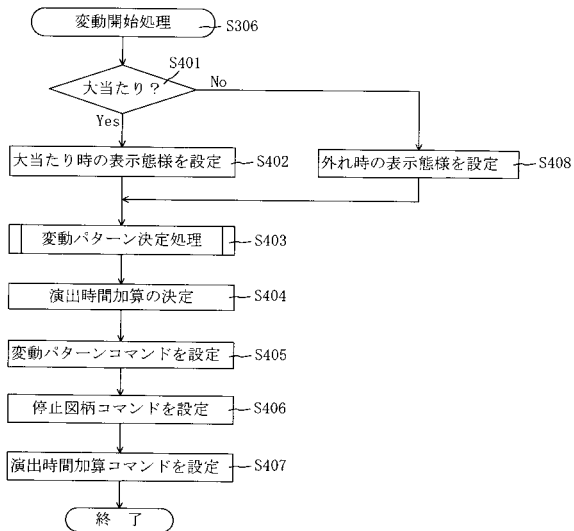 変動開始処理
S306
S401
大当たり?
No
Yes
大当たり時の表示態様を設定
S402
外れ時の表示態様を設定
S408
変動パターン決定処理
S403
演出時間加算の決定
S404
変動パターンコマンドを設定
S405
停止図柄コマンドを設定
S406
演出時間加算コマンドを設定
S407
終 了